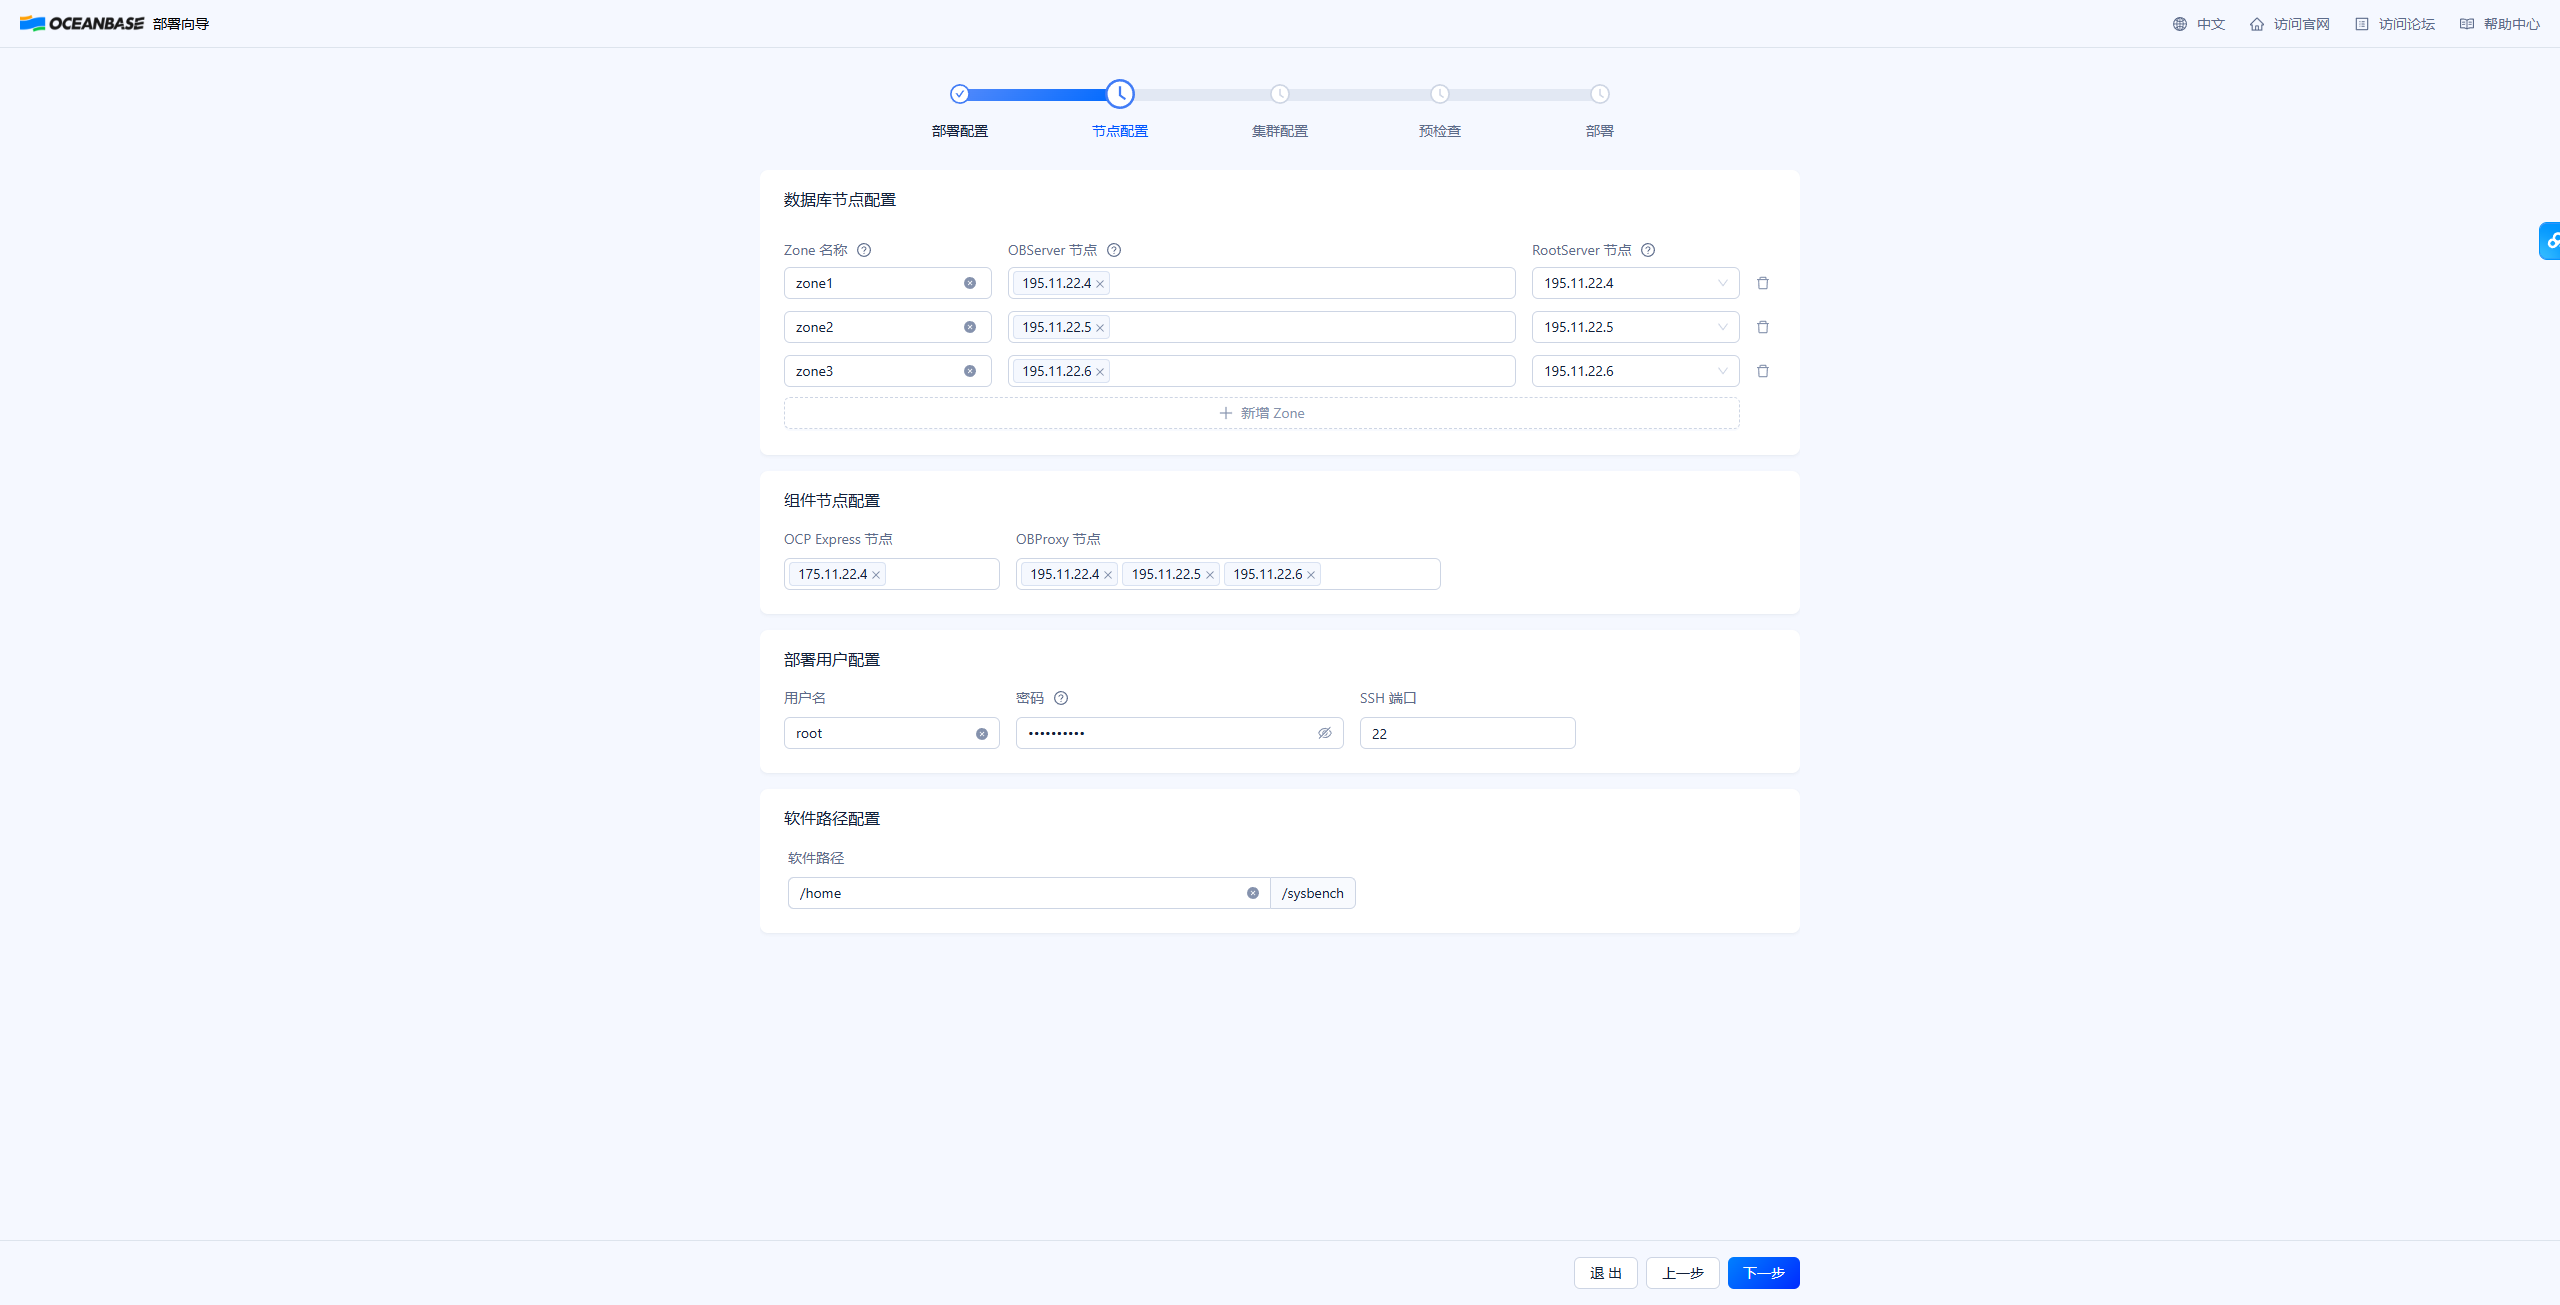 OCEANBASE 部署向导 中文 访问官网 访问论坛 帮助中心
部署配置 节点配置 集群配置 预检查 部署
数据库节点配置
Zone 名称 OBServer 节点 RootServer 节点
zone1 195.11.22.4 195.11.22.4
zone2 195.11.22.5 195.11.22.5
zone3 195.11.22.6 195.11.22.6
新增 Zone
组件节点配置
OCP Express 节点 OBProxy 节点
175.11.22.4 195.11.22.4 195.11.22.5 195.11.22.6
部署用户配置
用户名 密码 SSH 端口
root •••••••••• 22
软件路径配置
软件路径
/home /sysbench
退 出 上一步 下一步